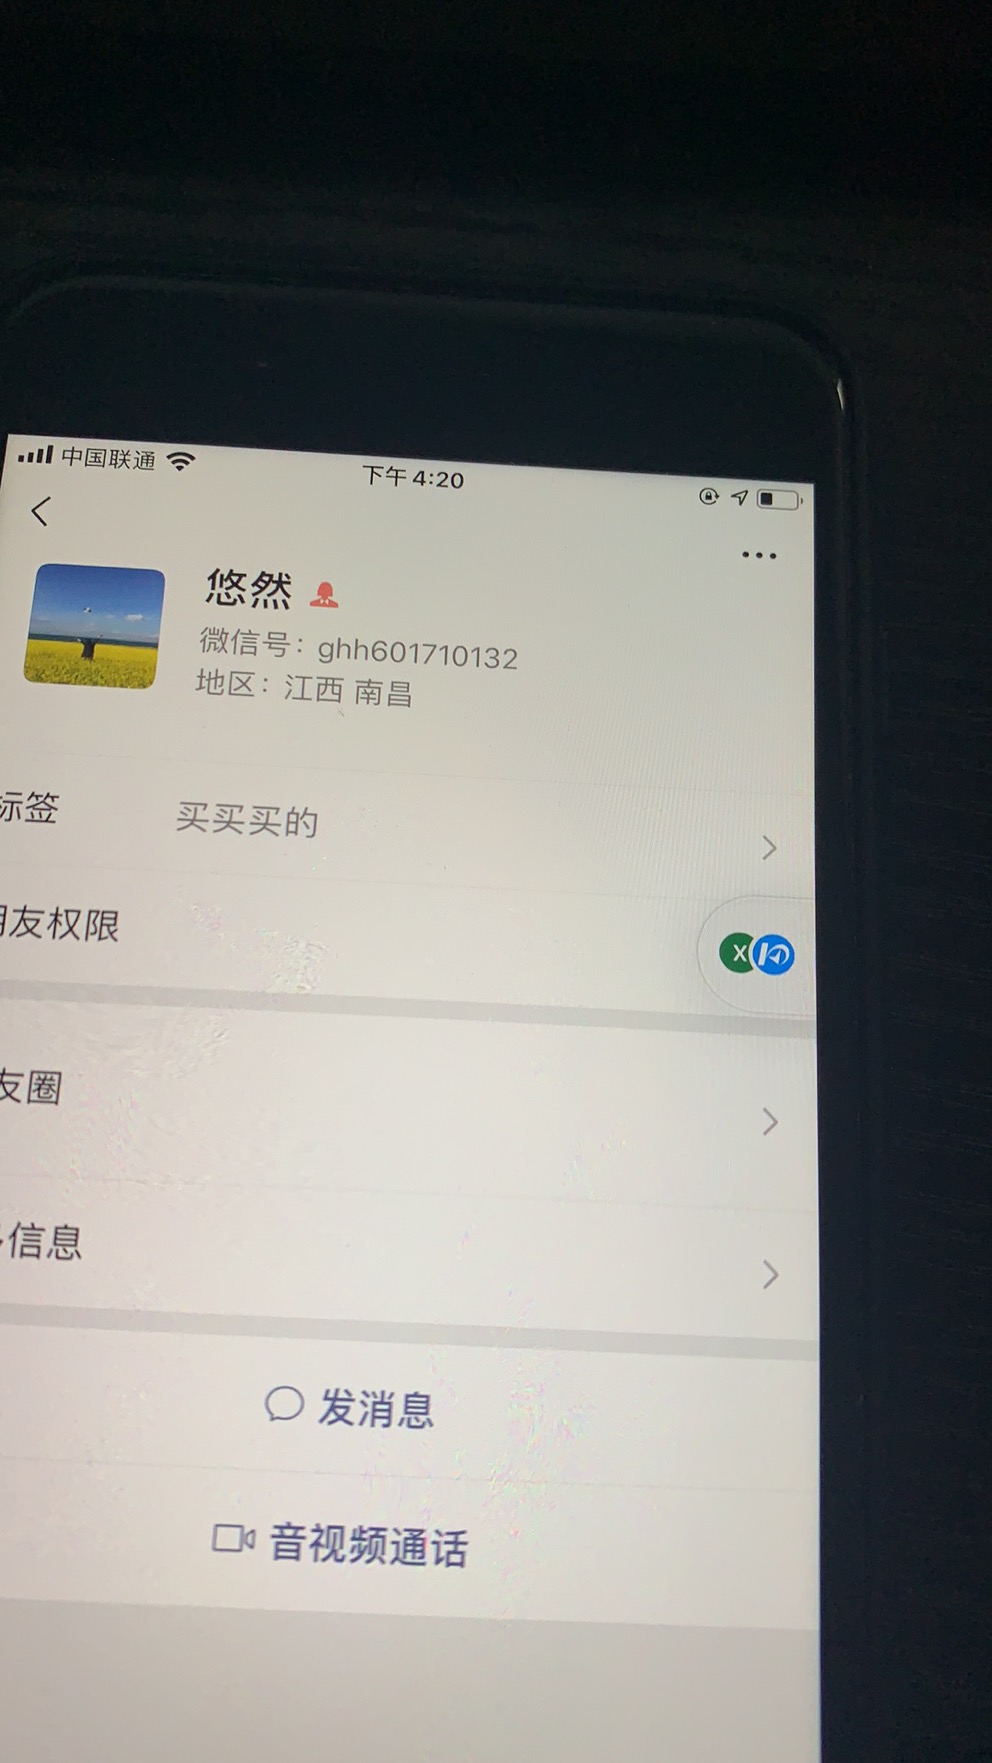 中国联通
下午 4:20
悠然
微信号：ghh601710132
地区：江西 南昌
标签 买买买的
友权限
X
友圈
信息
发消息
音视频通话